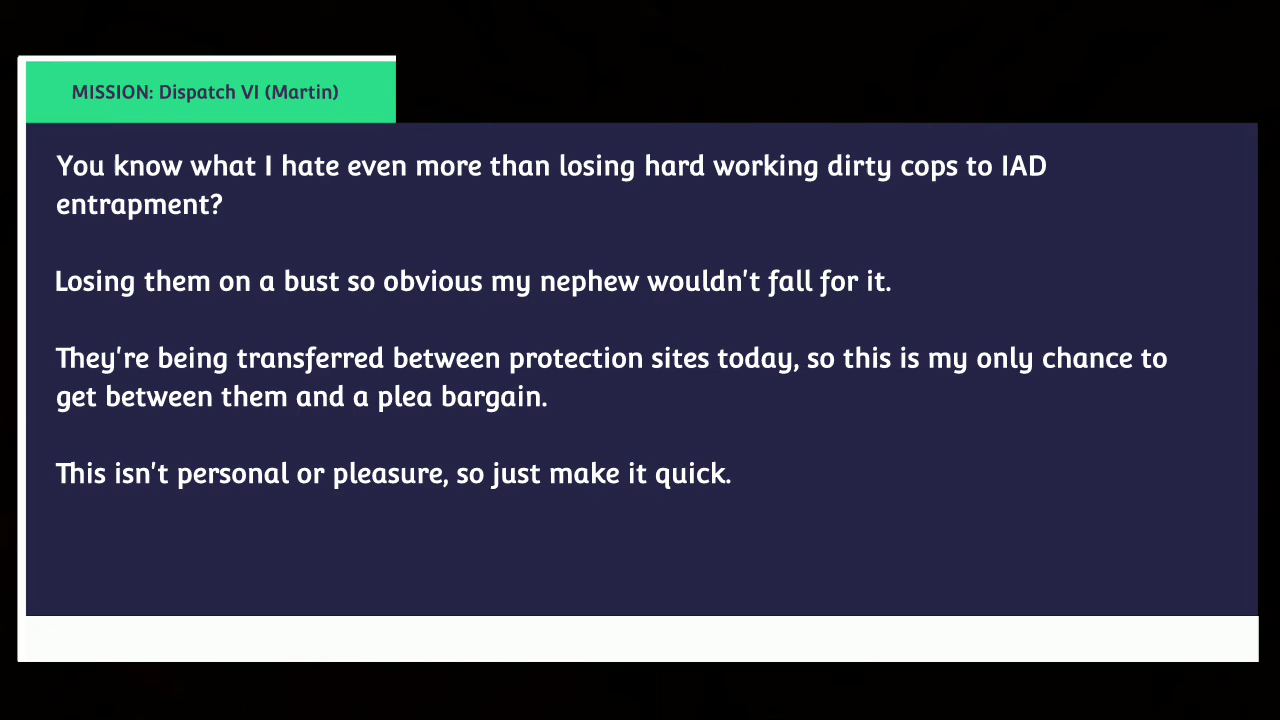 MISSION: Dispatch VI (Martin)
You know what I hate even more than losing hard working dirty cops to IAD
entrapment?
Losing them on a bust so obvious my nephew wouldn't fall for it.
They're being transferred between protection sites today, so this is my only chance to
get between them and a plea bargain.
This isn't personal or pleasure, so just make it quick.